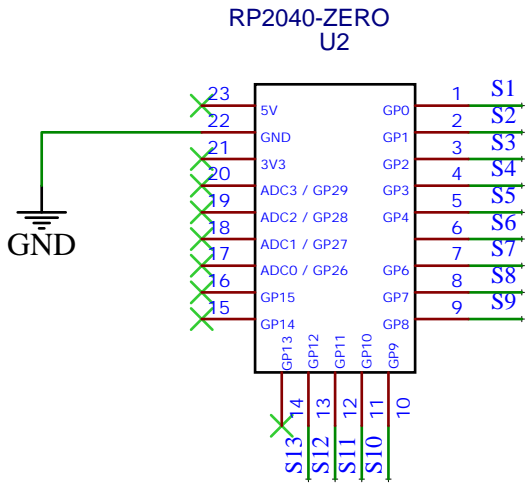 RP2040-ZERO
U2
23 5V GP0 1 S1
22 GND GP1 2 S2
21 3V3 GP2 3 S3
20 ADC3 / GP29 GP3 4 S4
19 ADC2 / GP28 GP4 5 S5
18 ADC1 / GP27 6 S6
17 ADC0 / GP26 GP6 7 S7
16 GP15 GP7 8 S8
15 GP14 GP8 9 S9
GND
GP13 GP12 GP11 GP10 GP9
14 13 12 11 10
S13 S12 S11 S10